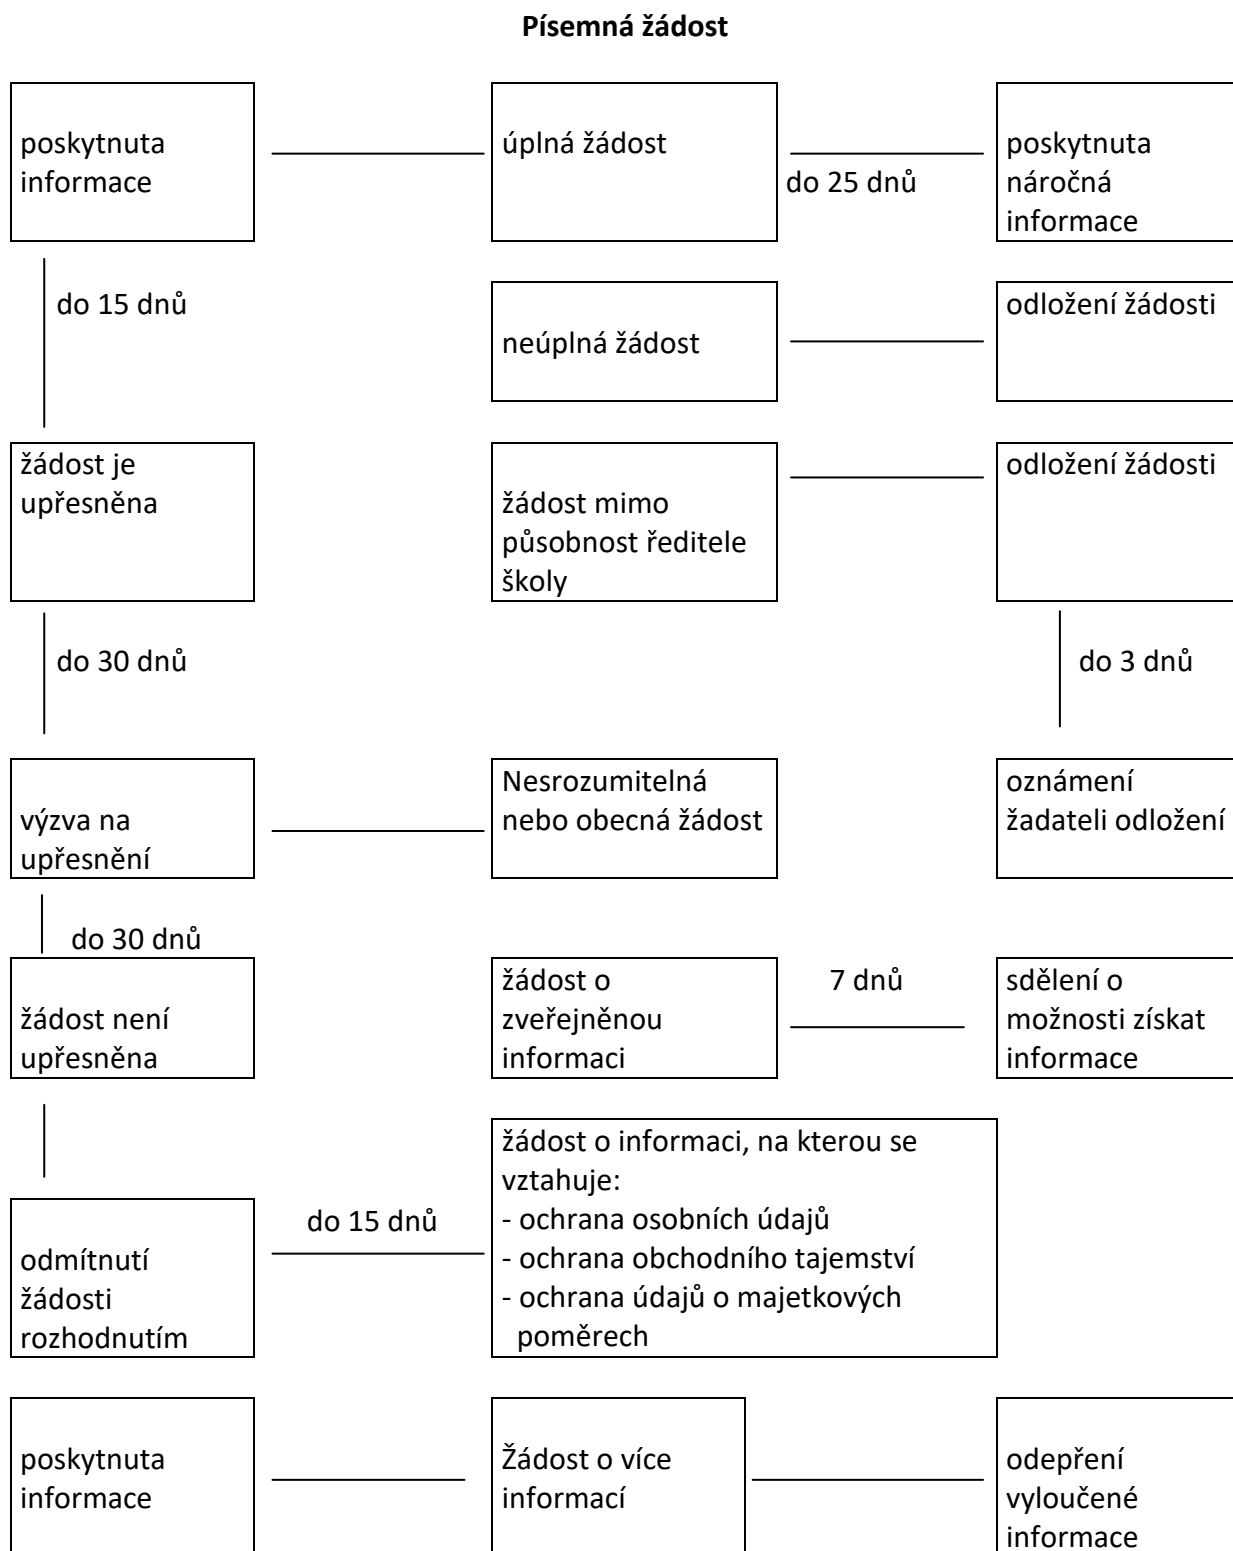 Písemná žádost
poskytnuta
informace
úplná žádost
do 25 dnů
poskytnuta
náročná
informace
do 15 dnů
neúplná žádost
odložení žádosti
žádost je
upřesněna
žádost mimo
působnost ředitele
školy
odložení žádosti
do 30 dnů
do 3 dnů
výzva na
upřesnění
Nesrozumitelná
nebo obecná žádost
oznámení
žadateli odložení
do 30 dnů
žádost není
upřesněna
žádost o
zveřejněnou
informaci
7 dnů
sdělení o
možnosti získat
informace
odmítnutí
žádosti
rozhodnutím
do 15 dnů
žádost o informaci, na kterou se
vztahuje:
- ochrana osobních údajů
- ochrana obchodního tajemství
- ochrana údajů o majetkových
poměrech
poskytnuta
informace
Žádost o více
informací
odepření
vyloučené
informace